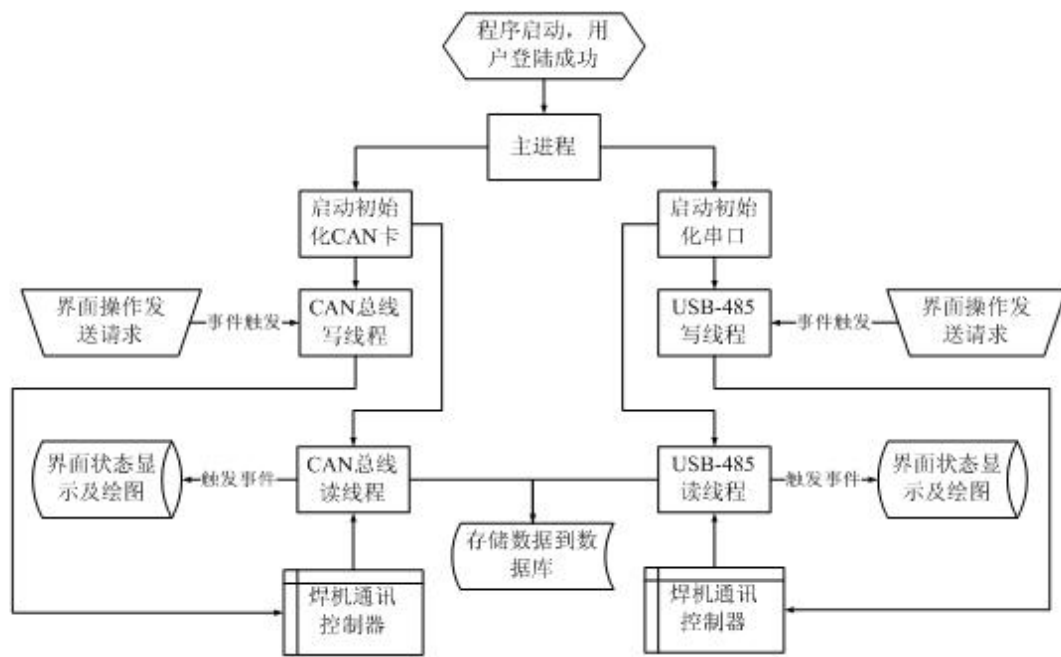 程序启动，用
户登陆成功
主进程
启动初始
化CAN卡
启动初始
化串口
界面操作发
送请求
事件触发
CAN总线
写线程
USB-485
写线程
事件触发
界面操作发
送请求
界面状态显
示及绘图
触发事件
CAN总线
读线程
USB-485
读线程
触发事件
界面状态显
示及绘图
存储数据到数
据库
焊机通讯
控制器
焊机通讯
控制器